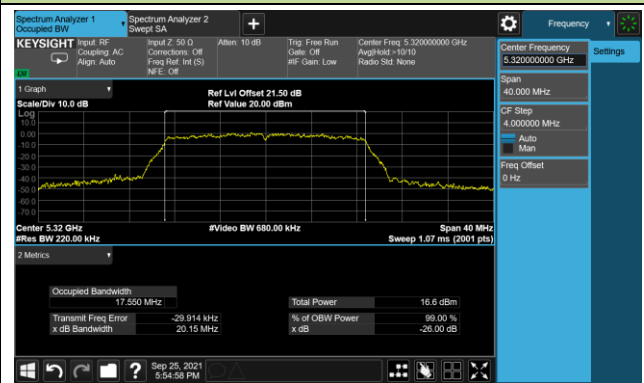 Spectrum Analyzer 1
Occupied BW
Spectrum Analyzer 2
Swept SA
+
Frequency
KEYSIGHT
Input: RF
Coupling: AC
Align: Auto
Input Z: 50 Ω
Corrections: Off
Freq Ref: Int (S)
NFE: Off
Atten: 10 dB
Trig: Free Run
Gate: Off
#IF Gain: Low
Center Freq: 5.320000000 GHz
Avg|Hold:>10/10
Radio Std: None
Center Frequency
5.320000000 GHz
Settings
Span
40.000 MHz
CF Step
4.000000 MHz
Auto
Man
Freq Offset
0 Hz
1 Graph
Scale/Div 10.0 dB
Ref Lvl Offset 21.50 dB
Ref Value 20.00 dBm
Log
10.0
0.00
-10.0
-20.0
-30.0
-40.0
-50.0
-60.0
-70.0
Center 5.32 GHz
#Res BW 220.00 kHz
#Video BW 680.00 kHz
Span 40 MHz
Sweep 1.07 ms (2001 pts)
2 Metrics
Occupied Bandwidth
17.550 MHz
Total Power
16.6 dBm
Transmit Freq Error
-29.914 kHz
% of OBW Power
99.00 %
x dB Bandwidth
20.15 MHz
x dB
-26.00 dB
?
Sep 25, 2021
5:54:58 PM